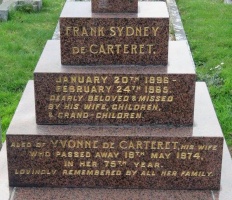 FRANK SYDNEY
DE CARTERET.
JANUARY 20TH 1896 -
FEBRUARY 24TH 1965.
DEARLY BELOVED & MISSED
BY HIS WIFE, CHILDREN,
& GRAND-CHILDREN.
ALSO OF YVONNE DE CARTERET, HIS WIFE
WHO PASSED AWAY 18TH MAY 1974,
IN HER 75TH YEAR.
LOVINGLY REMEMBERED BY ALL HER FAMILY.